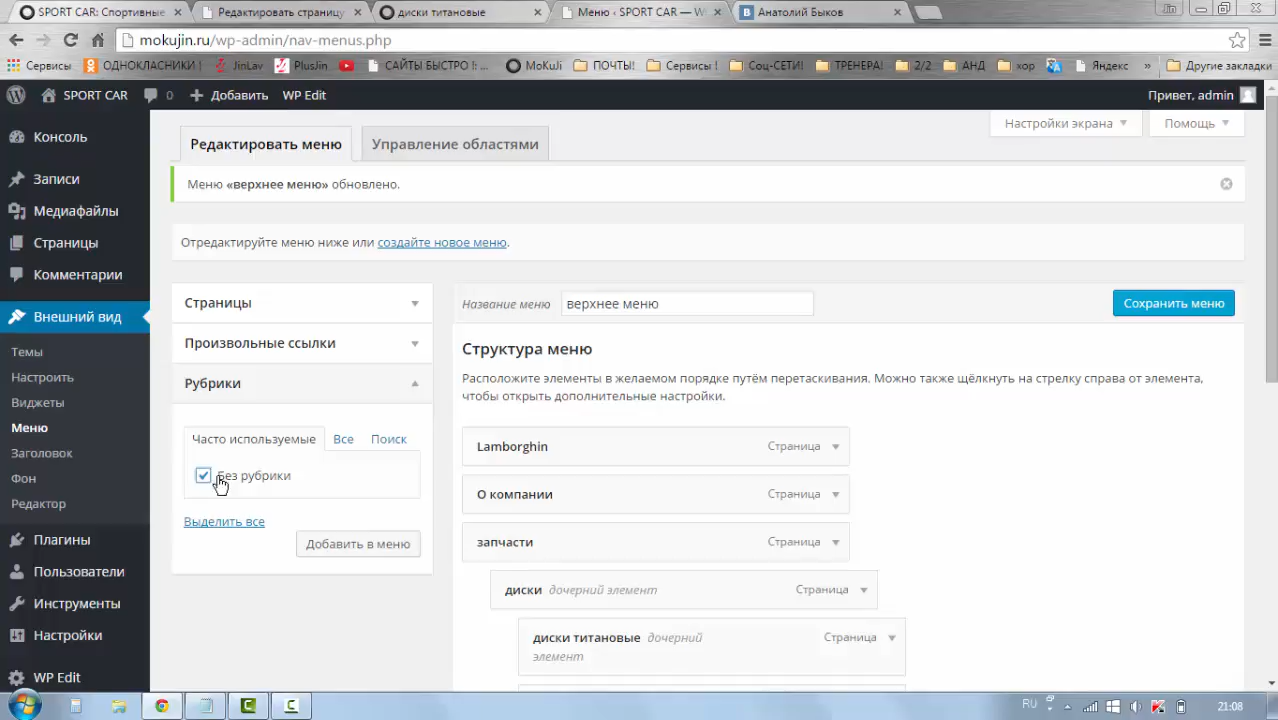 SPORT CAR: Спортивные
Редактировать страницу
диски титановые
Меню ‹ SPORT CAR — W
Анатолий Быков
mokujin.ru/wp-admin/nav-menus.php
Сервисы
ОДНОКЛАСНИКИ !
JinLav
PlusJin
САЙТЫ БЫСТРО !: ...
MoKuJi
ПОЧТЫ!
Сервисы !
Соц-СЕТИ!
ТРЕНЕРА!
2/2
АНД
хор
Яндекс
»
Другие закладки
SPORT CAR
0
Добавить
WP Edit
Привет, admin
Консоль
Записи
Медиафайлы
Страницы
Комментарии
Внешний вид
Темы
Настроить
Виджеты
Меню
Заголовок
Фон
Редактор
Плагины
Пользователи
Инструменты
Настройки
WP Edit
Настройки экрана
Помощь
Редактировать меню
Управление областями
Меню «верхнее меню» обновлено.
Отредактируйте меню ниже или создайте новое меню.
Страницы
Произвольные ссылки
Рубрики
Часто используемые
Все
Поиск
Без рубрики
Выделить все
Добавить в меню
Название меню
верхнее меню
Сохранить меню
Структура меню
Расположите элементы в желаемом порядке путём перетаскивания. Можно также щёлкнуть на стрелку справа от элемента,
чтобы открыть дополнительные настройки.
Lamborghin Страница
О компании Страница
запчасти Страница
диски дочерний элемент Страница
диски титановые дочерний Страница
элемент
RU
21:08